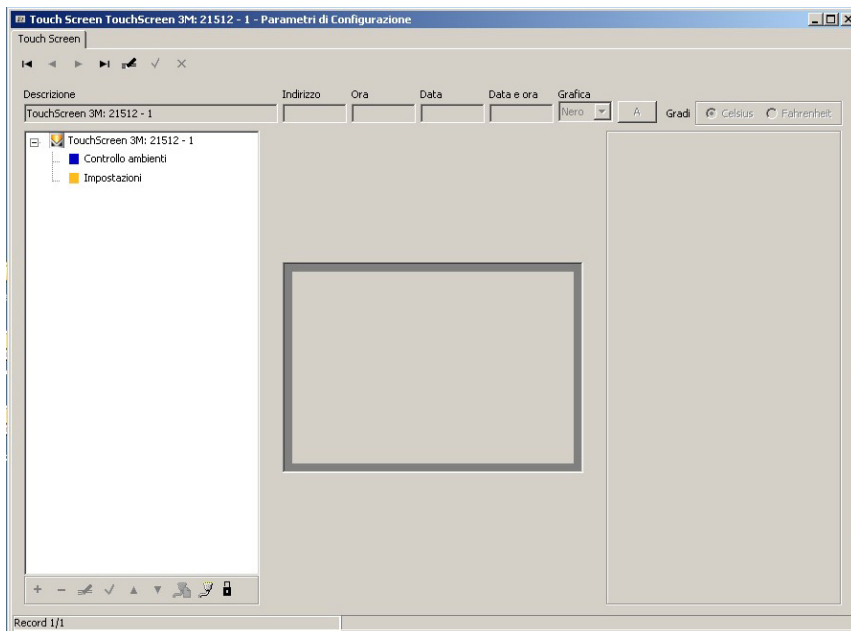 Touch Screen TouchScreen 3M: 21512 - 1 - Parametri di Configurazione
Touch Screen
Descrizione Indirizzo Ora Data Data e ora Grafica
TouchScreen 3M: 21512 - 1 Nero A Gradi Celsius Fahrenheit
TouchScreen 3M: 21512 - 1
Controllo ambienti
Impostazioni
Record 1/1